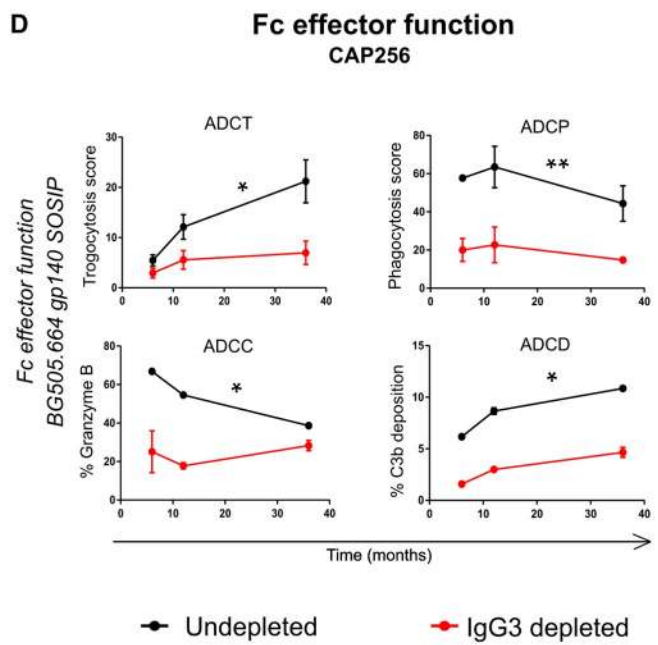 D
Fc effector function
CAP256
Fc effector function
BG505.664 gp140 SOSIP
ADCT
Trogocytosis score
30
20
10
0
0 10 20 30 40
*
ADCP
Phagocytosis score
80
60
40
20
0
0 10 20 30 40
**
ADCC
% Granzyme B
80
60
40
20
0
0 10 20 30 40
*
ADCD
% C3b deposition
15
10
5
0
0 10 20 30 40
*
Time (months)
Undepleted
IgG3 depleted